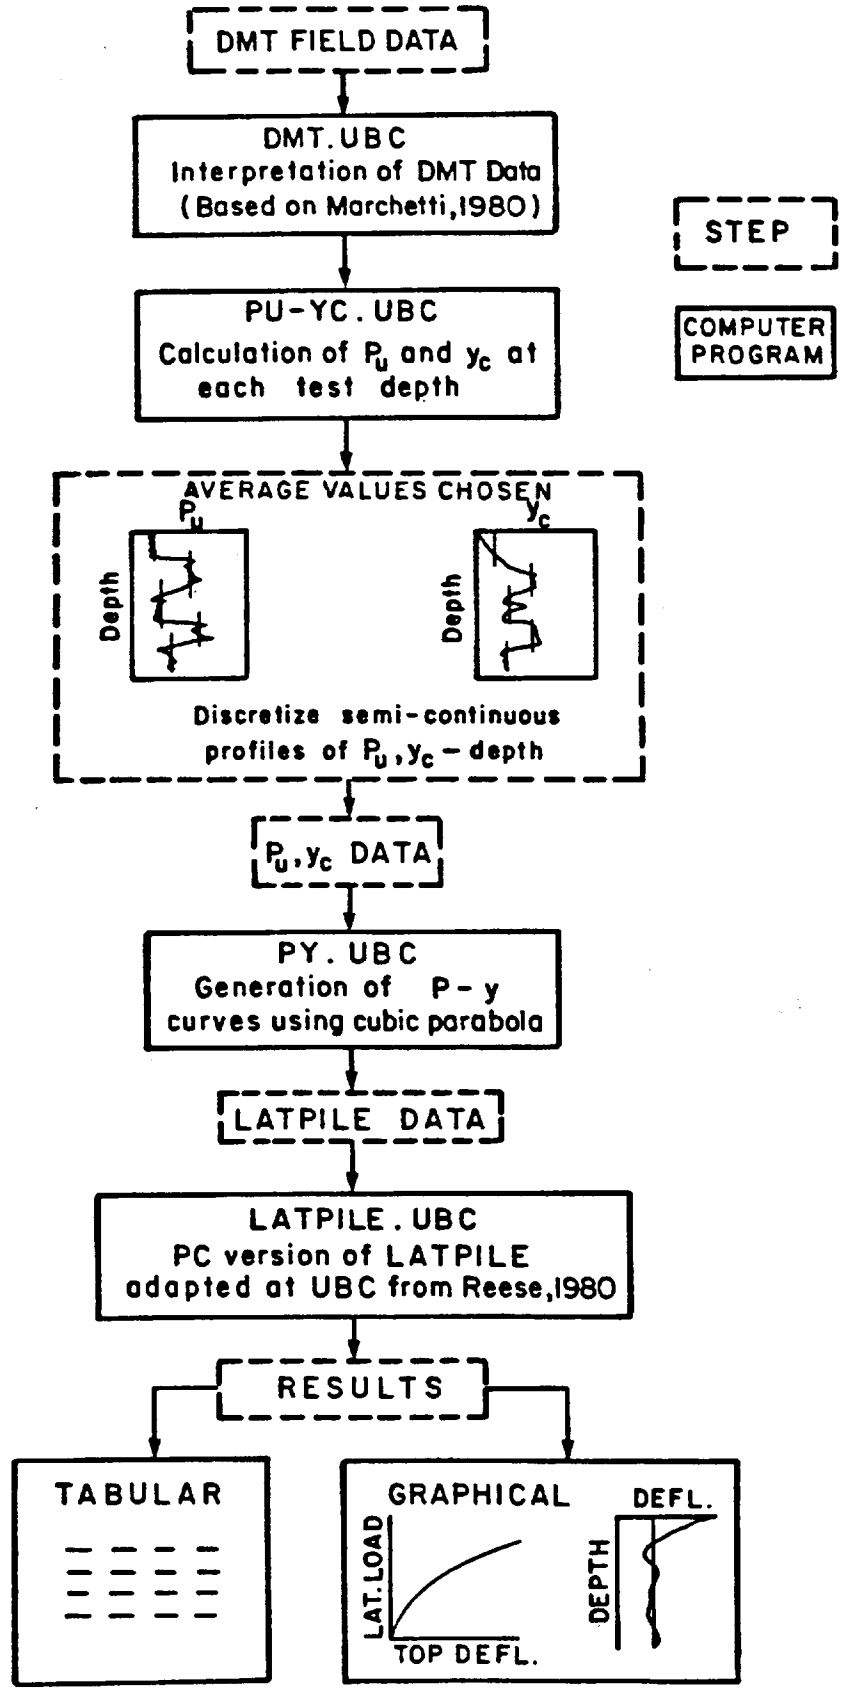 DMT FIELD DATA
DMT.UBC
Interpretation of DMT Data
(Based on Marchetti,1980)
STEP
PU-YC.UBC
Calculation of Pu and yc at
each test depth
COMPUTER
PROGRAM
AVERAGE VALUES CHOSEN
Pu
yc
Depth
Depth
Discretize semi-continuous
profiles of Pu,yc-depth
Pu,yc DATA
PY.UBC
Generation of P-y
curves using cubic parabola
LATPILE DATA
LATPILE.UBC
PC version of LATPILE
adapted at UBC from Reese,1980
RESULTS
TABULAR
GRAPHICAL
DEFL.
LAT. LOAD
DEPTH
TOP DEFL.